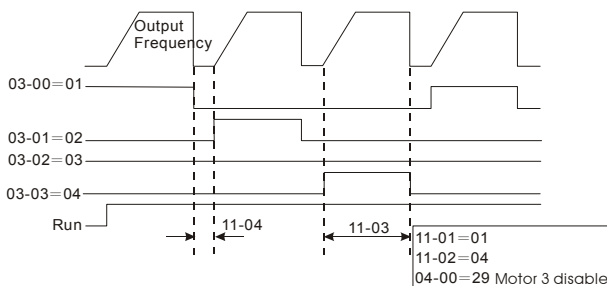 Output
Frequency
03-00=01
03-01=02
03-02=03
03-03=04
Run
11-04
11-03
11-01=01
11-02=04
04-00=29 Motor 3 disable